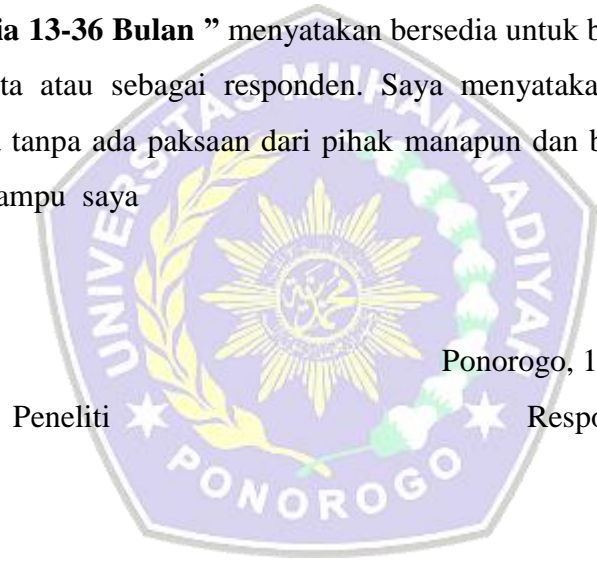 ia 13-36 Bulan ” menyatakan bersedia untuk b
ta atau sebagai responden. Saya menyataka
tanpa ada paksaan dari pihak manapun dan b
ampu saya
Ponorogo, 1
Peneliti Respo
UNIVERSITAS MUHAMMADIYAH
PONOROGO